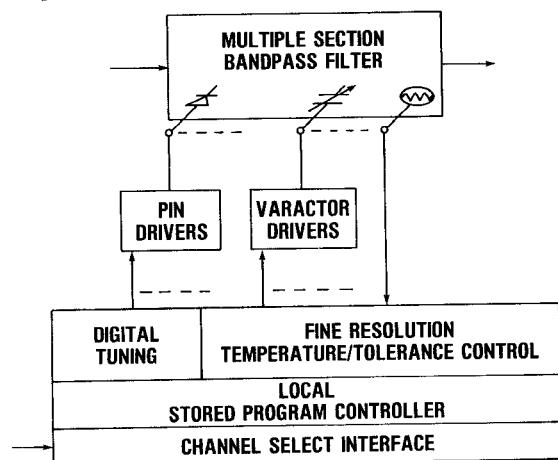 MULTIPLE SECTION
BANDPASS FILTER
PIN
DRIVERS
VARACTOR
DRIVERS
DIGITAL
TUNING
FINE RESOLUTION
TEMPERATURE/TOLERANCE CONTROL
LOCAL
STORED PROGRAM CONTROLLER
CHANNEL SELECT INTERFACE